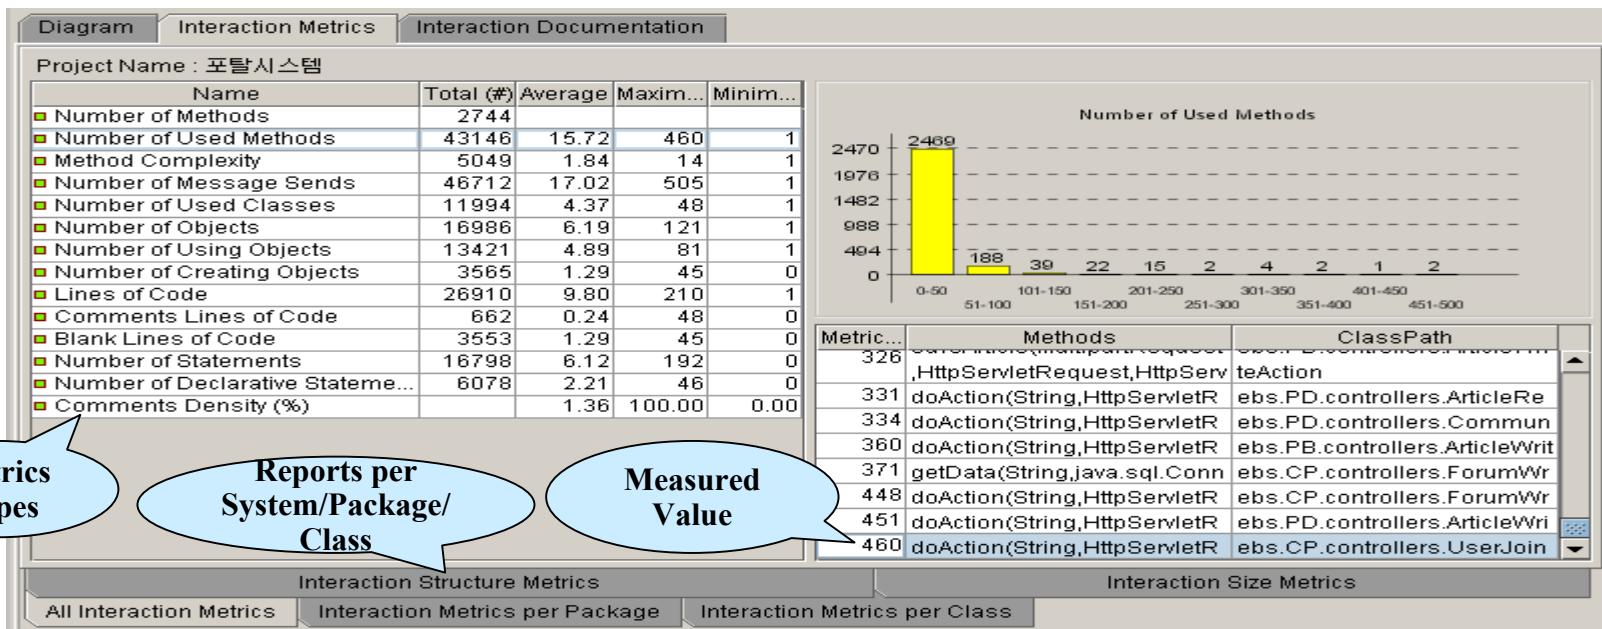 Diagram Interaction Metrics Interaction Documentation
Project Name : 포탈시스템
Name Total (#) Average Maxim... Minim...
Number of Methods 2744
Number of Used Methods 43146 15.72 460 1
Method Complexity 5049 1.84 14 1
Number of Message Sends 46712 17.02 505 1
Number of Used Classes 11994 4.37 48 1
Number of Objects 16986 6.19 121 1
Number of Using Objects 13421 4.89 81 1
Number of Creating Objects 3565 1.29 45 0
Lines of Code 26910 9.80 210 1
Comments Lines of Code 662 0.24 48 0
Blank Lines of Code 3553 1.29 45 0
Number of Statements 16798 6.12 192 0
Number of Declarative Stateme... 6078 2.21 46 0
Comments Density (%) 1.36 100.00 0.00
Number of Used Methods
2470
1976
1482
988
494
0
2469 188 39 22 15 2 4 2 1 2
0-50 101-150 201-250 301-350 401-450
51-100 151-200 251-300 351-400 451-500
Metric... Methods ClassPath
326
,HttpServletRequest,HttpServ teAction
331 doAction(String,HttpServletR ebs.PD.controllers.ArticleRe
334 doAction(String,HttpServletR ebs.PD.controllers.Commun
360 doAction(String,HttpServletR ebs.PB.controllers.ArticleWrit
371 getData(String,java.sql.Conn ebs.CP.controllers.ForumWr
448 doAction(String,HttpServletR ebs.CP.controllers.ForumWr
451 doAction(String,HttpServletR ebs.PD.controllers.ArticleWri
460 doAction(String,HttpServletR ebs.CP.controllers.UserJoin
trics
pes
Reports per
System/Package/
Class
Measured
Value
Interaction Structure Metrics Interaction Size Metrics
All Interaction Metrics Interaction Metrics per Package Interaction Metrics per Class